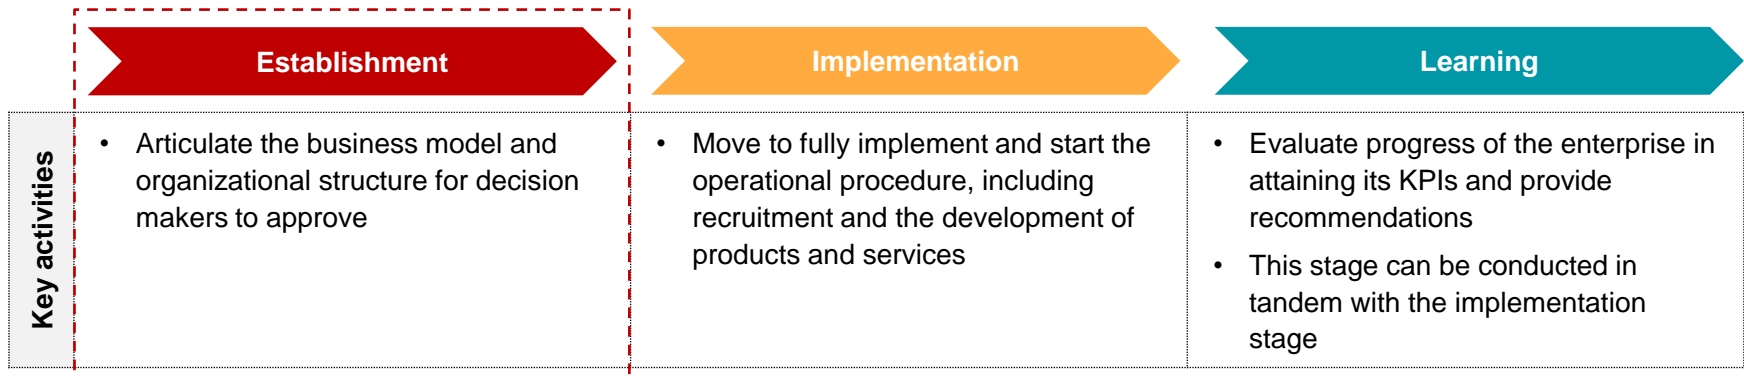 Establishment
Implementation
Learning
Key activities
• Articulate the business model and
organizational structure for decision
makers to approve
• Move to fully implement and start the
operational procedure, including
recruitment and the development of
products and services
• Evaluate progress of the enterprise in
attaining its KPIs and provide
recommendations
• This stage can be conducted in
tandem with the implementation
stage